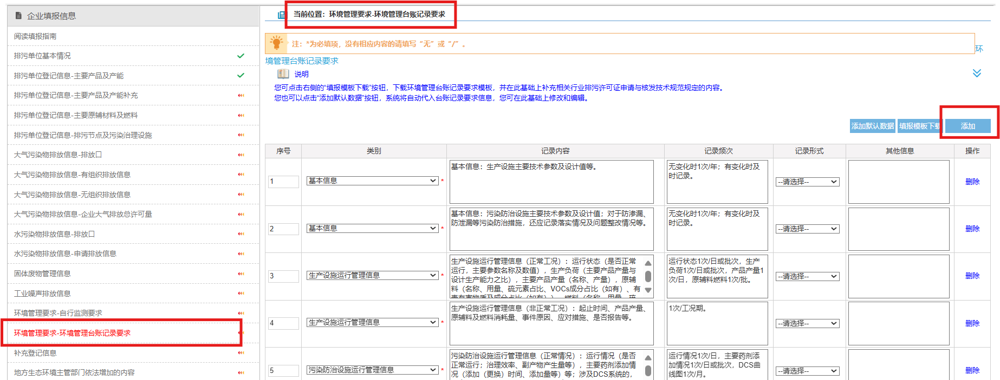 企业填报信息
阅读填报指南
排污单位基本情况
排污单位登记信息-主要产品及产能
排污单位登记信息-主要产品及产能补充
排污单位登记信息-主要原辅材料及燃料
排污单位登记信息-排污节点及污染治理设施
大气污染物排放信息-排放口
大气污染物排放信息-有组织排放信息
大气污染物排放信息-无组织排放信息
大气污染物排放信息-企业大气排放总许可量
水污染物排放信息-排放口
水污染物排放信息-申请排放信息
固体废物管理信息
工业噪声排放信息
环境管理要求-自行监测要求
环境管理要求-环境管理台账记录要求
补充登记信息
地方生态环境主管部门依法增加的内容
当前位置：环境管理要求-环境管理台账记录要求
注：*为必填项，没有相应内容的请填写“无”或“/”。
环
境管理台账记录要求
说明
您可点击右侧的“填报模板下载”按钮，下载环境管理台账记录要求模板，并在此基础上补充相关行业排污许可证申请与核发技术规范规定的内容。
您也可以点击“添加默认数据”按钮，系统将自动代入台账记录要求信息，您可在此基础上修改和编辑。
添加默认数据 填报模板下载 添加
序号 类别 记录内容 记录频次 记录形式 其他信息 操作
1 基本信息 *
基本信息：生产设施主要技术参数及设计值等。
无变化时1次/年；有变化时及
时记录。
--请选择-- 删除
2 基本信息 *
基本信息：污染防治设施主要技术参数及设计值；对于防渗漏、
防泄漏等污染防治措施，还应记录落实情况及问题整改情况等。
无变化时1次/年；有变化时及
时记录。
--请选择-- 删除
3 生产设施运行管理信息 *
生产设施运行管理信息（正常工况）：运行状态（是否正常
运行，主要参数名称及数值），生产负荷（主要产品产量与
设计生产能力之比），主要产品产量（名称、产量），原辅
料（名称、用量、硫元素占比、VOCs成分占比（如有）、有
毒有害物质及成分占比（如有）），燃料（名称、用量、硫
运行状态1次/日或批次，生产
负荷1次/日或批次，产品产量1
次/日，原辅料燃料1次/批。
--请选择-- 删除
4 生产设施运行管理信息 *
生产设施运行管理信息（非正常工况）：起止时间、产品产量、
原辅料及燃料消耗量、事件原因、应对措施、是否报告等。
1次/工况期。
--请选择-- 删除
5 污染防治设施运行管理信息 *
污染防治设施运行管理信息（正常情况）：运行情况（是否
正常运行；治理效率、副产物产生量等），主要药剂添加情
况（添加（更换）时间、添加量等）等；涉及DCS系统的，
运行情况1次/日，主要药剂添
加情况1次/日或批次，DCS曲
线图1次/月。
--请选择-- 删除